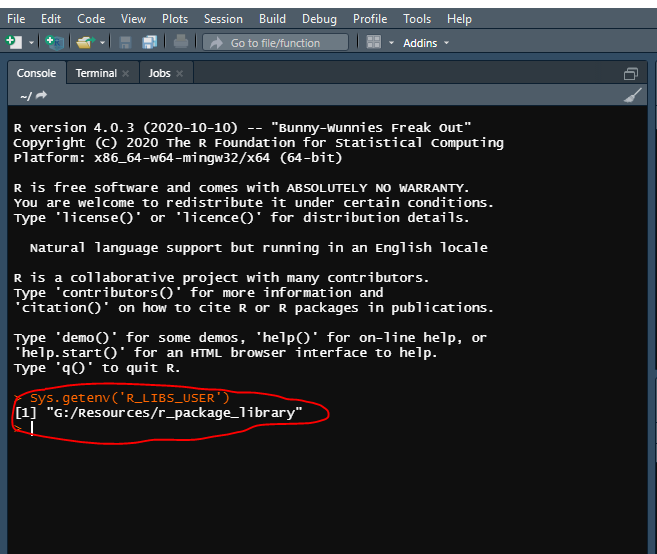 File Edit Code View Plots Session Build Debug Profile Tools Help
Go to file/function Addins
Console Terminal Jobs
~/
R version 4.0.3 (2020-10-10) -- "Bunny-Wunnies Freak Out"
Copyright (C) 2020 The R Foundation for Statistical Computing
Platform: x86_64-w64-mingw32/x64 (64-bit)
R is free software and comes with ABSOLUTELY NO WARRANTY.
You are welcome to redistribute it under certain conditions.
Type 'license()' or 'licence()' for distribution details.
Natural language support but running in an English locale
R is a collaborative project with many contributors.
Type 'contributors()' for more information and
'citation()' on how to cite R or R packages in publications.
Type 'demo()' for some demos, 'help()' for on-line help, or
'help.start()' for an HTML browser interface to help.
Type 'q()' to quit R.
> Sys.getenv('R_LIBS_USER')
[1] "G:/Resources/r_package_library"
>